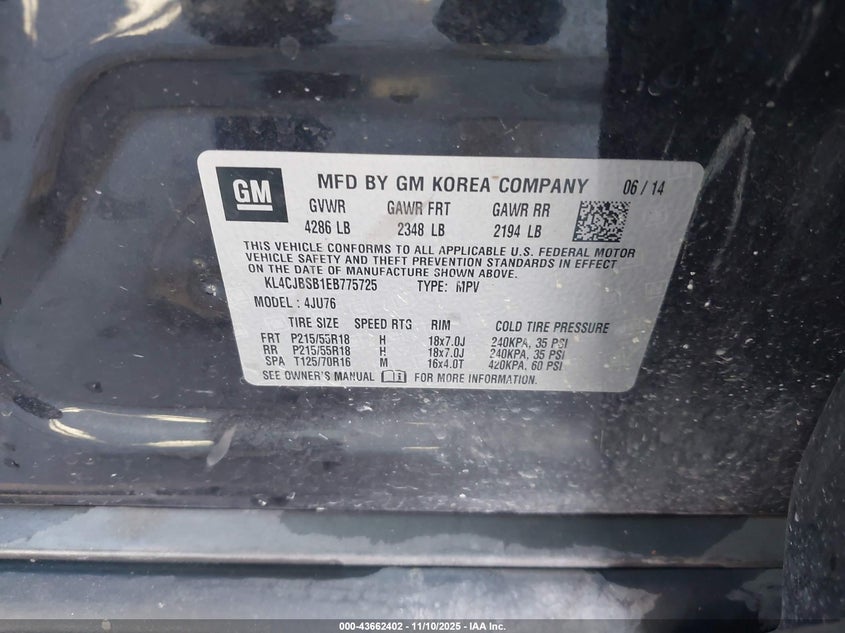 GM
MFD BY GM KOREA COMPANY 06 / 14
GVWR GAWR FRT GAWR RR
4286 LB 2348 LB 2194 LB
THIS VEHICLE CONFORMS TO ALL APPLICABLE U.S. FEDERAL MOTOR
VEHICLE SAFETY AND THEFT PREVENTION STANDARDS IN EFFECT
ON THE DATE OF MANUFACTURE SHOWN ABOVE.
KL4CJBSB1EB775725 TYPE: MPV
MODEL : 4JU76
TIRE SIZE SPEED RTG RIM COLD TIRE PRESSURE
FRT P215/55R18 H 18x7.0J 240KPA, 35 PSI
RR P215/55R18 H 18x7.0J 240KPA, 35 PSI
SPA T125/70R16 M 16x4.0T 420KPA, 60 PSI
SEE OWNER'S MANUAL FOR MORE INFORMATION.
000-43662402 - 11/10/2025 - IAA Inc.